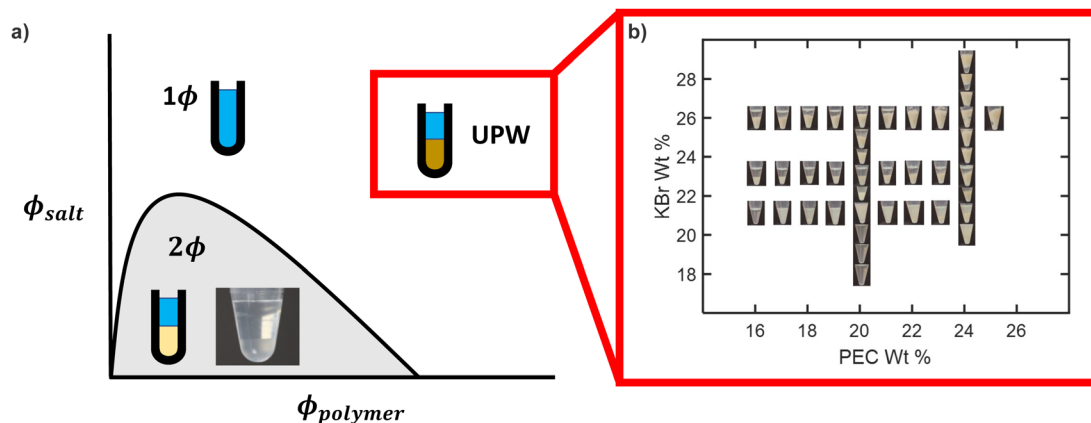 a)
1ϕ
UPW
ϕsalt
2ϕ
ϕpolymer
b)
KBr Wt %
28
26
24
22
20
18
16
18
20
22
24
26
PEC Wt %